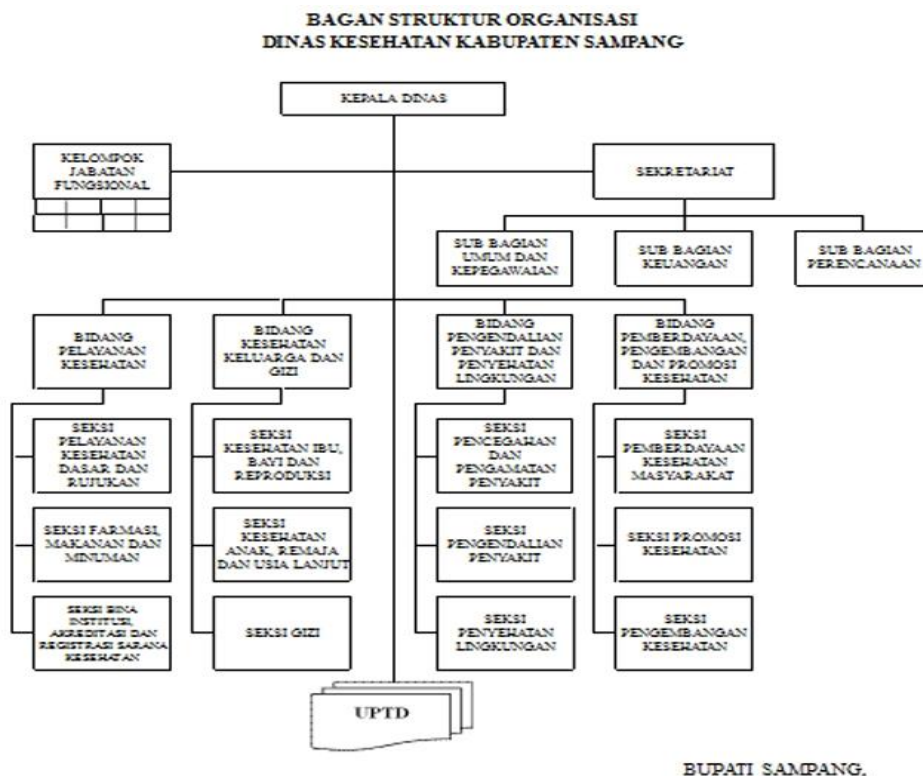 BAGAN STRUKTUR ORGANISASI
DINAS KESEHATAN KABUPATEN SAMPANG
KEPALA DINAS
KELOMPOK
JABATAN
FUNGSIONAL
SEKRETARIAT
SUB BAGIAN
UMUM DAN
KEPEGAWAIAN
SUB BAGIAN
KEUANGAN
SUB BAGIAN
PERENCANAAN
BIDANG
PELAYANAN
KESEHATAN
BIDANG
KESEHATAN
KELUARGA DAN
GIZI
BIDANG
PENGENDALIAN
PENYAKIT DAN
PENYEHATAN
LINGKUNGAN
BIDANG
PEMBERDAYAAN,
PENGEMBANGAN
DAN PROMOSI
KESEHATAN
SEKSI
PELAYANAN
KESEHATAN
DASAR DAN
RUJUKAN
SEKSI
KESEHATAN IBU,
BAYI DAN
REPRODUKSI
SEKSI
PENCEGAHAN
DAN
PENGAMATAN
PENYAKIT
SEKSI
PEMBERDAYAAN
KESEHATAN
MASYARAKAT
SEKSI FARMASI,
MAKANAN DAN
MINUMAN
SEKSI
KESEHATAN
ANAK, REMAJA
DAN USIA LANJUT
SEKSI
PENGENDALIAN
PENYAKIT
SEKSI PROMOSI
KESEHATAN
SEKSI BINA
INSTITUSI,
AKREDITASI DAN
REGISTRASI SARANA
KESEHATAN
SEKSI GIZI
SEKSI
PENYEHATAN
LINGKUNGAN
SEKSI
PENGEMBANGAN
KESEHATAN
UPTD
BUPATI SAMPANG,